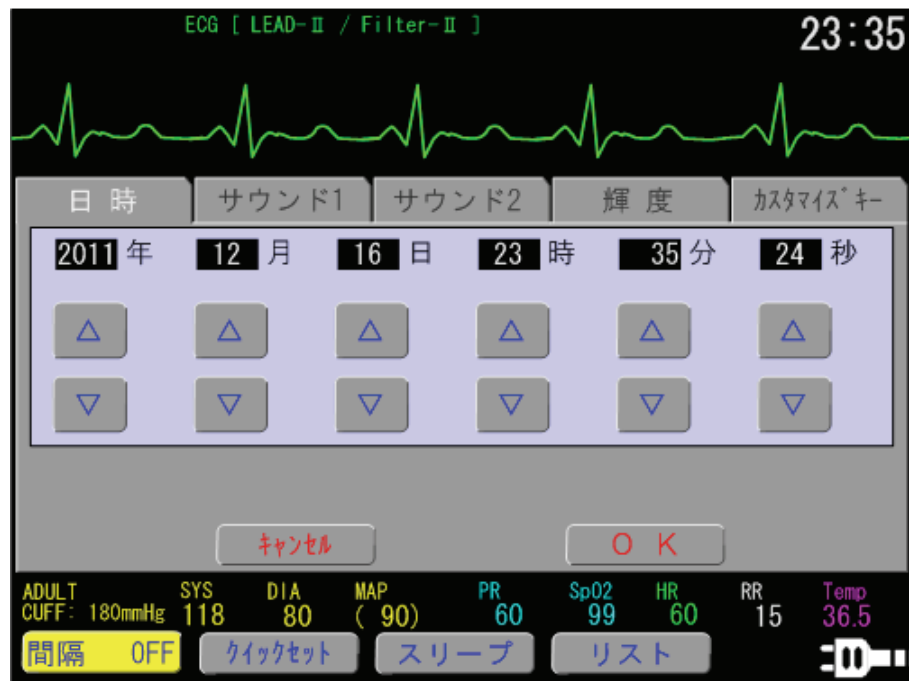 ECG [ LEAD-Ⅱ / Filter-Ⅱ ] 23:35
日時 サウンド1 サウンド2 輝度 ｶｽﾀﾏｲｽﾞｷｰ
2011 年 12 月 16 日 23 時 35 分 24 秒
△ △ △ △ △ △
▽ ▽ ▽ ▽ ▽ ▽
ｷｬﾝｾﾙ OK
ADULT SYS DIA MAP PR SpO2 HR RR Temp
CUFF: 180mmHg 118 80 ( 90) 60 99 60 15 36.5
間隔 OFF ｸｲｯｸｾｯﾄ スリープ リスト